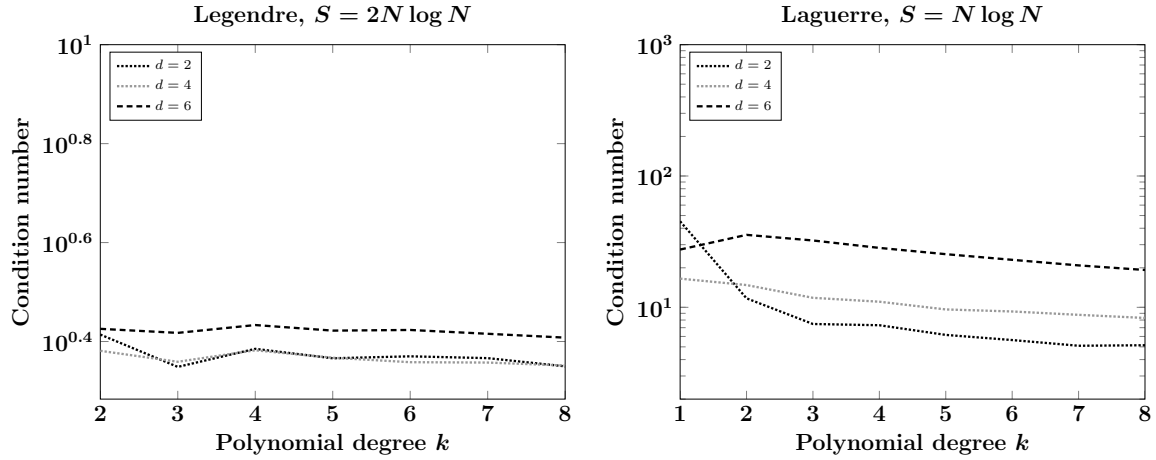 Legendre, S = 2N log N
10^1
10^0.8
10^0.6
10^0.4
Condition number
d = 2
d = 4
d = 6
2 3 4 5 6 7 8
Polynomial degree k
Laguerre, S = N log N
10^3
10^2
10^1
Condition number
d = 2
d = 4
d = 6
1 2 3 4 5 6 7 8
Polynomial degree k